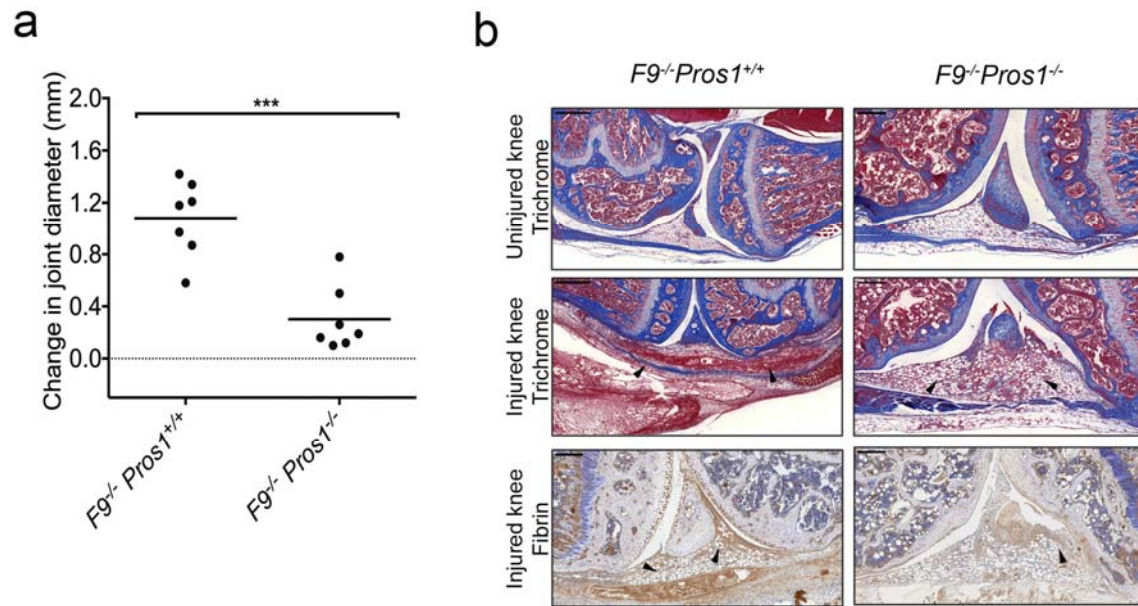 a
Change in joint diameter (mm)
2.0
1.6
1.2
0.8
0.4
0.0
***
F9-/- Pros1+/+
F9-/- Pros1-/-
b
F9-/-Pros1+/+
F9-/-Pros1-/-
Uninjured knee
Trichrome
Injured knee
Trichrome
Injured knee
Fibrin